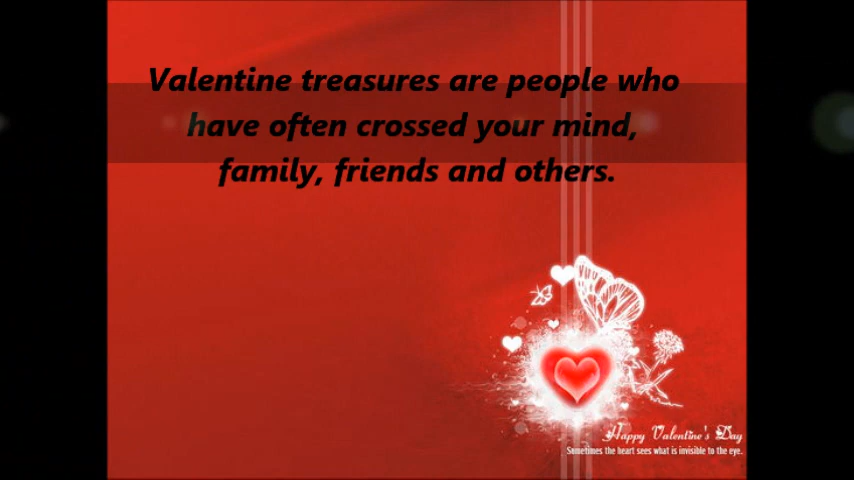 Valentine treasures are people who
have often crossed your mind,
family, friends and others.
Happy Valentine's Day
Sometimes the heart sees what is invisible to the eye.